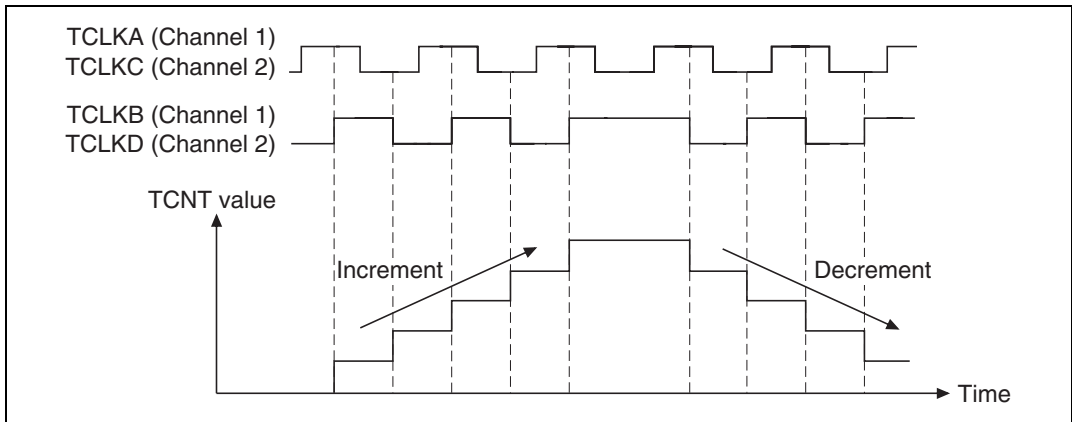 TCLKA (Channel 1)
TCLKC (Channel 2)
TCLKB (Channel 1)
TCLKD (Channel 2)
TCNT value
Increment
Decrement
Time